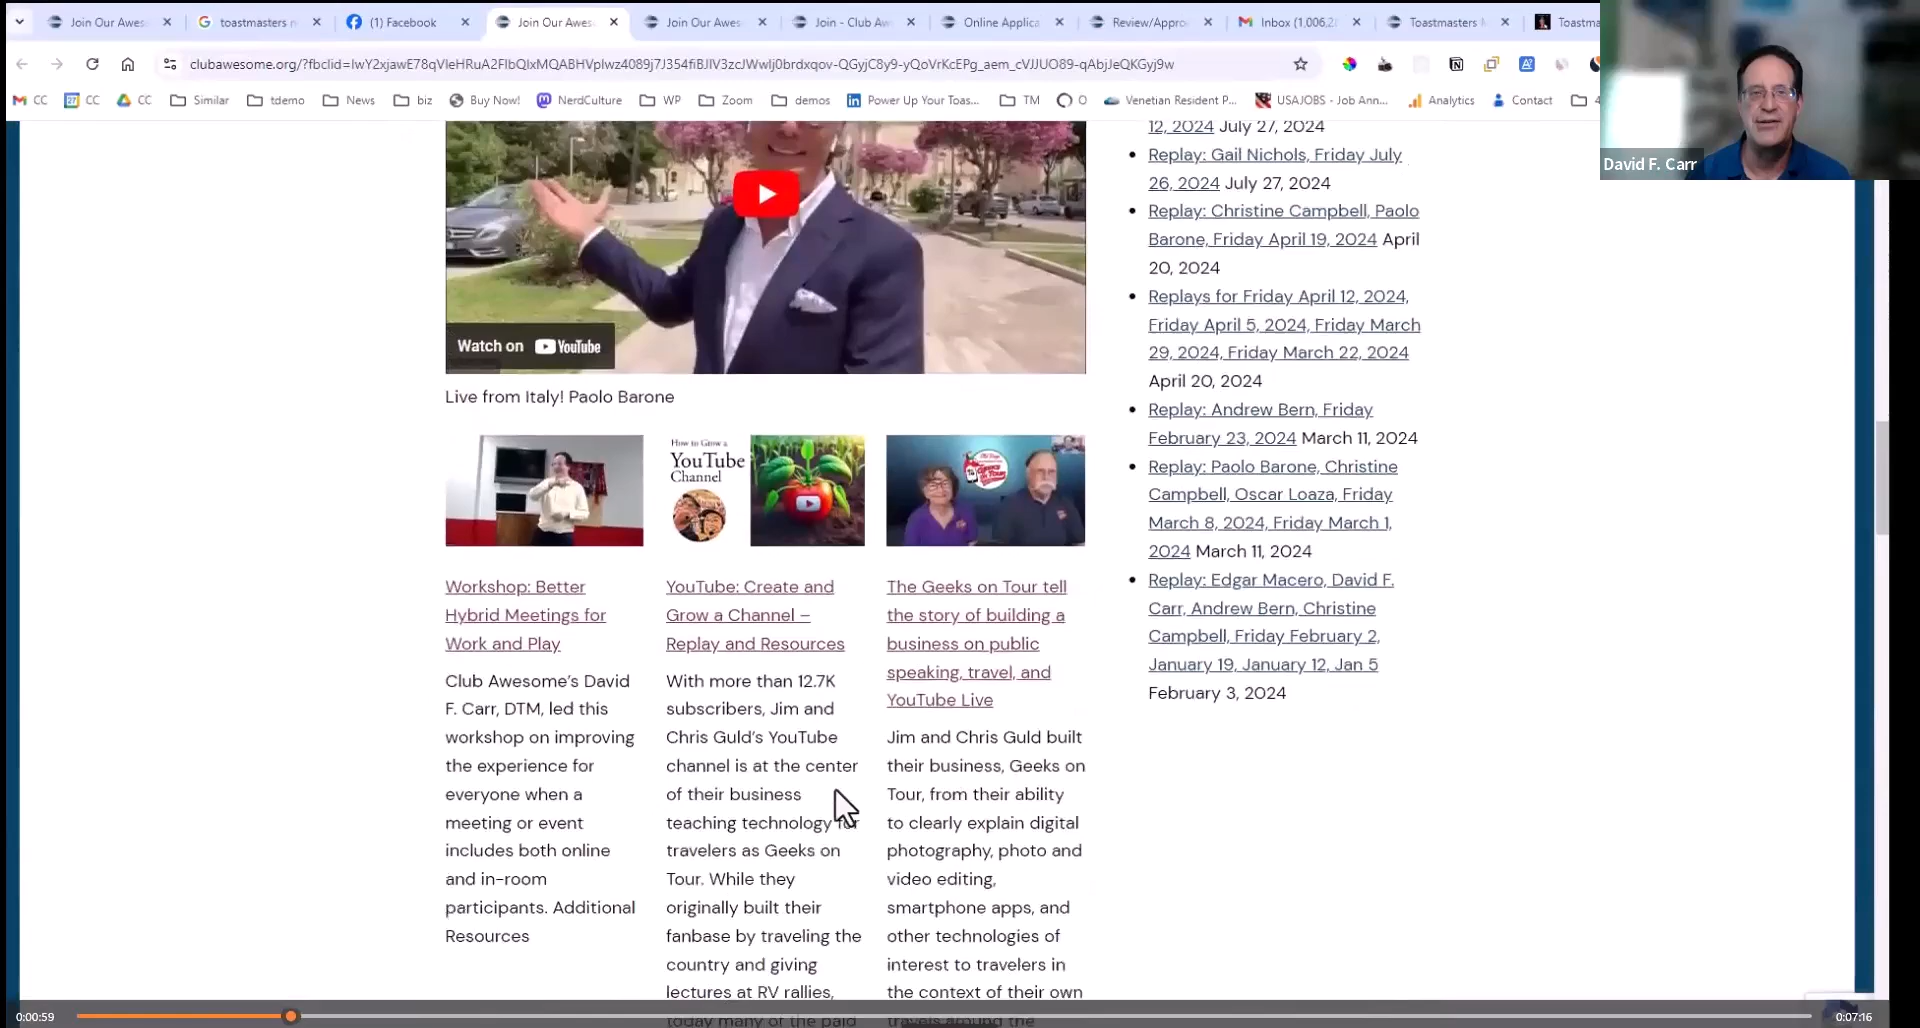 Join Our Awes
toastmasters n
(1) Facebook
Join Our Awes
Join Our Awes
Join - Club Aw
Online Applica
Review/Appro
Inbox (1,006,2
Toastmasters
Toastma
clubawesome.org/?fbclid=IwY2xjawE78qVleHRuA2FlbQIxMQABHVpIwz4089j7J354fiBJlIV3zcJWwIj0brdxqov-QGyjC8y9-yQoVrKcEPg_aem_cVJJUO89-qAbjJeQKGyj9w
CC
CC
CC
Similar
tdemo
News
biz
Buy Now!
NerdCulture
WP
Zoom
demos
Power Up Your Toas...
TM
O
Venetian Resident P...
USAJOBS - Job Ann...
Analytics
Contact
4
David F. Carr
Watch on YouTube
Live from Italy! Paolo Barone
How to Grow a
YouTube
Channel
Workshop: Better
Hybrid Meetings for
Work and Play
Club Awesome's David
F. Carr, DTM, led this
workshop on improving
the experience for
everyone when a
meeting or event
includes both online
and in-room
participants. Additional
Resources
YouTube: Create and
Grow a Channel –
Replay and Resources
With more than 12.7K
subscribers, Jim and
Chris Guld's YouTube
channel is at the center
of their business
teaching technology for
travelers as Geeks on
Tour. While they
originally built their
fanbase by traveling the
country and giving
lectures at RV rallies,
today many of the paid
The Geeks on Tour tell
the story of building a
business on public
speaking, travel, and
YouTube Live
Jim and Chris Guld built
their business, Geeks on
Tour, from their ability
to clearly explain digital
photography, photo and
video editing,
smartphone apps, and
other technologies of
interest to travelers in
the context of their own
travels around the
12, 2024 July 27, 2024
Replay: Gail Nichols, Friday July
26, 2024 July 27, 2024
Replay: Christine Campbell, Paolo
Barone, Friday April 19, 2024 April
20, 2024
Replays for Friday April 12, 2024,
Friday April 5, 2024, Friday March
29, 2024, Friday March 22, 2024
April 20, 2024
Replay: Andrew Bern, Friday
February 23, 2024 March 11, 2024
Replay: Paolo Barone, Christine
Campbell, Oscar Loaza, Friday
March 8, 2024, Friday March 1,
2024 March 11, 2024
Replay: Edgar Macero, David F.
Carr, Andrew Bern, Christine
Campbell, Friday February 2,
January 19, January 12, Jan 5
February 3, 2024
0:00:59
0:07:16